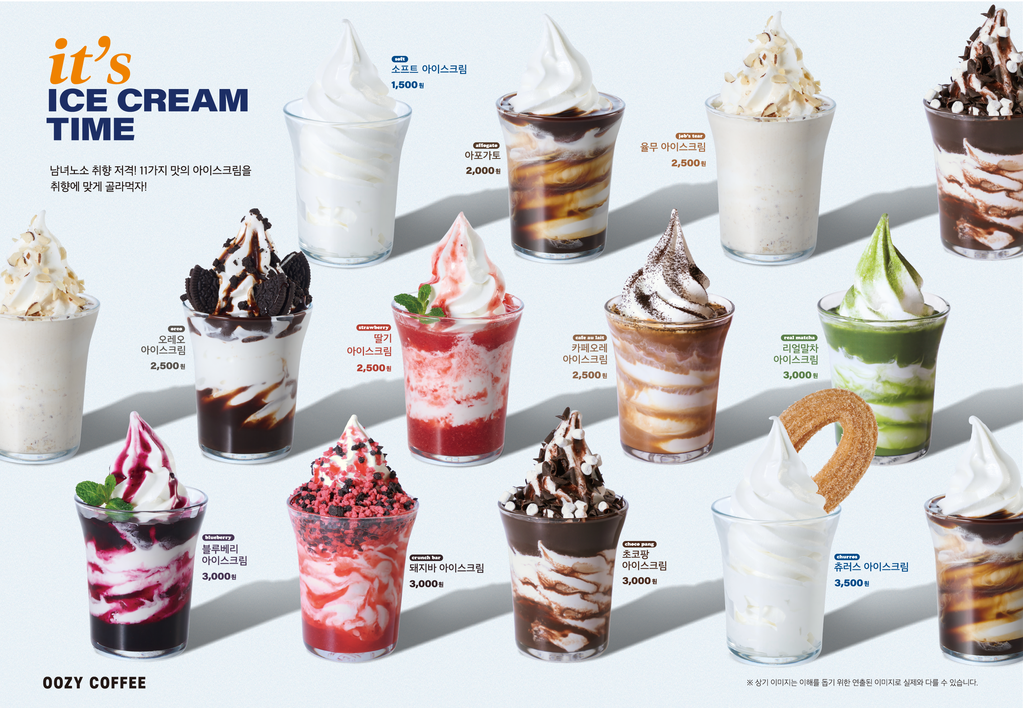 it's
ICE CREAM
TIME
남녀노소 취향 저격! 11가지 맛의 아이스크림을
취향에 맞게 골라먹자!
soft
소프트 아이스크림
1,500원
affogato
아포가토
2,000원
job's tear
율무 아이스크림
2,500원
oreo
오레오
아이스크림
2,500원
strawberry
딸기
아이스크림
2,500원
cafe au lait
카페오레
아이스크림
2,500원
real matcha
리얼말차
아이스크림
3,000원
blueberry
블루베리
아이스크림
3,000원
crunch bar
돼지바 아이스크림
3,000원
choco pang
초코팡
아이스크림
3,000원
churros
츄러스 아이스크림
3,500원
OOZY COFFEE
※ 상기 이미지는 이해를 돕기 위한 연출된 이미지로 실제와 다를 수 있습니다.